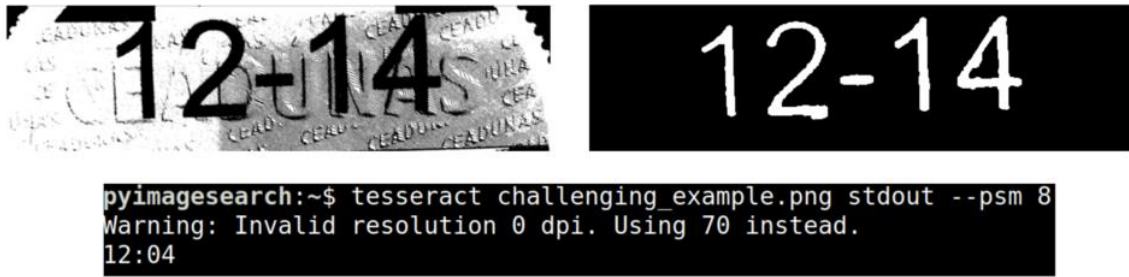 12-14
CEADUNAS
12-14
pyimagesearch:~$ tesseract challenging_example.png stdout --psm 8
Warning: Invalid resolution 0 dpi. Using 70 instead.
12:04